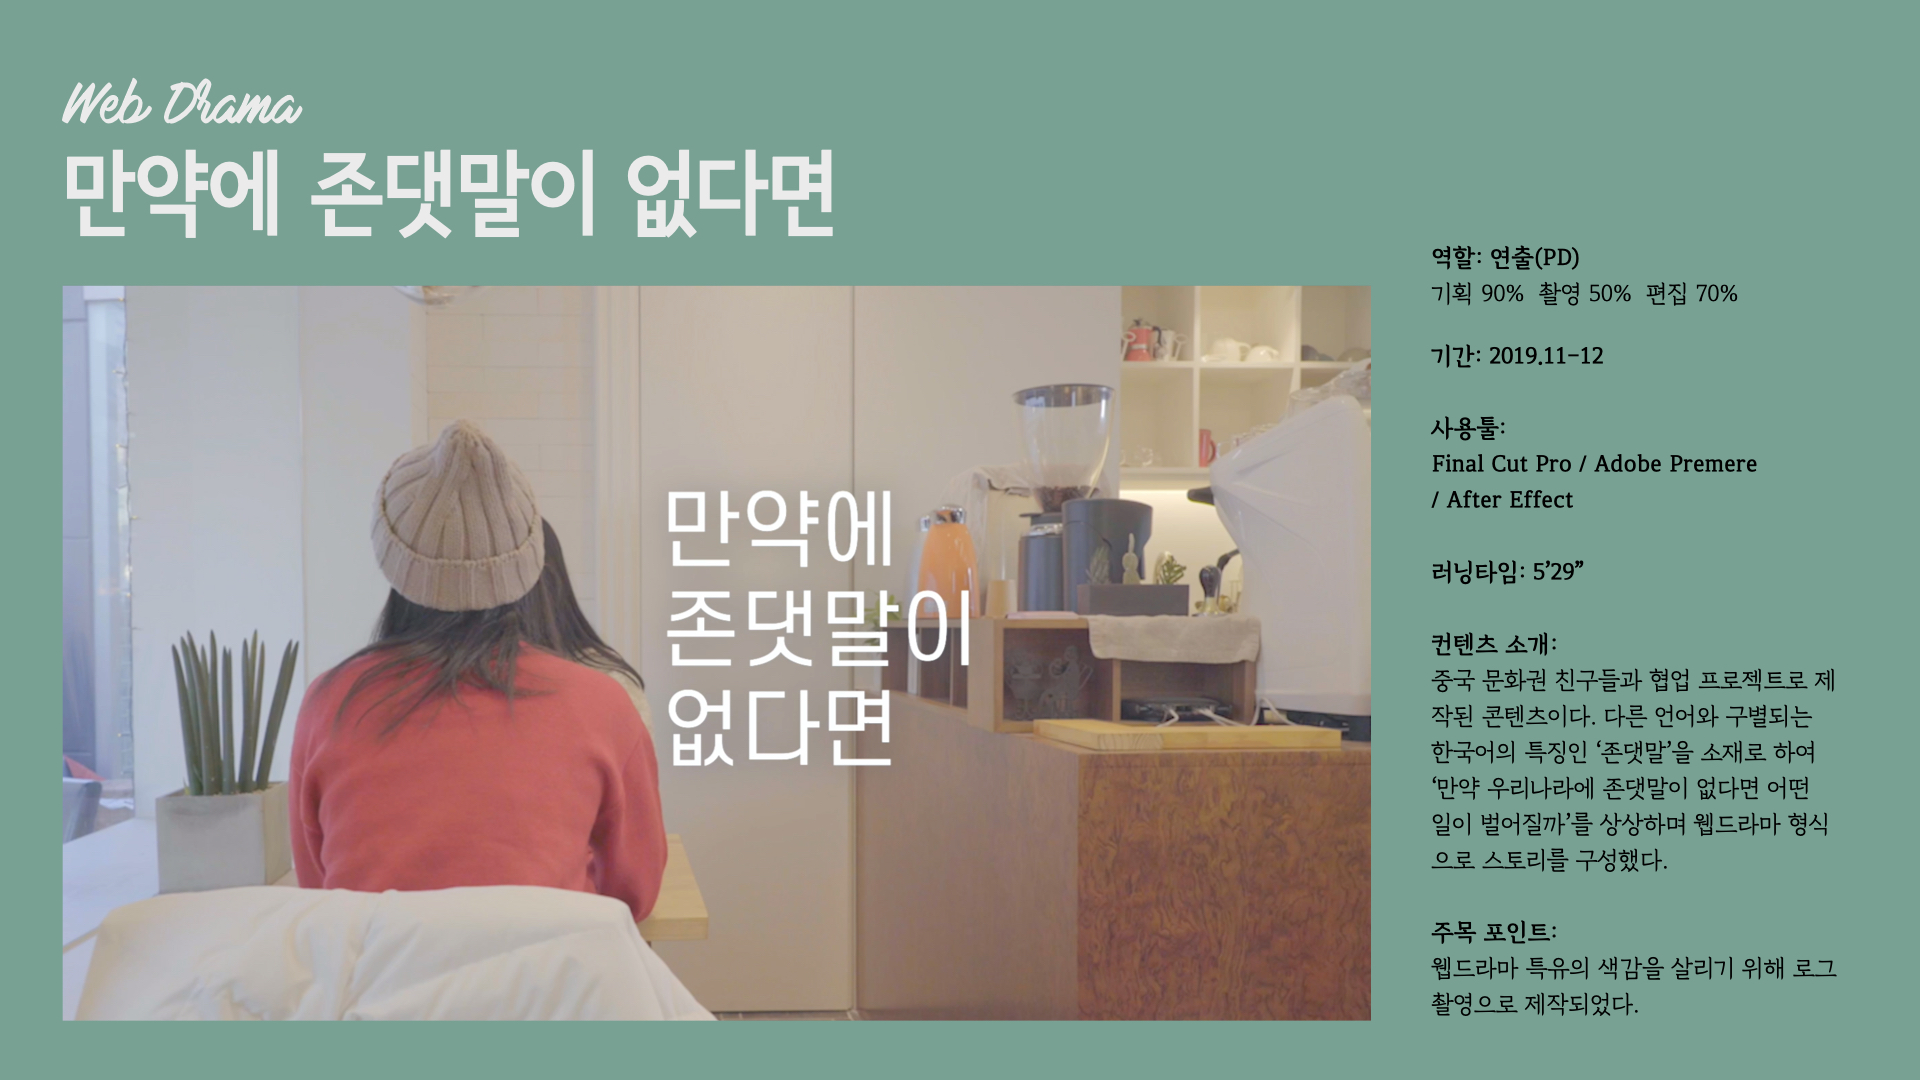 Web Drama
만약에 존댓말이 없다면
만약에
존댓말이
없다면
역할: 연출(PD)
기획 90% 촬영 50% 편집 70%
기간: 2019.11-12
사용툴:
Final Cut Pro / Adobe Premere
/ After Effect
러닝타임: 5’29”
컨텐츠 소개:
중국 문화권 친구들과 협업 프로젝트로 제
작된 콘텐츠이다. 다른 언어와 구별되는
한국어의 특징인 ‘존댓말’을 소재로 하여
‘만약 우리나라에 존댓말이 없다면 어떤
일이 벌어질까’를 상상하며 웹드라마 형식
으로 스토리를 구성했다.
주목 포인트:
웹드라마 특유의 색감을 살리기 위해 로그
촬영으로 제작되었다.